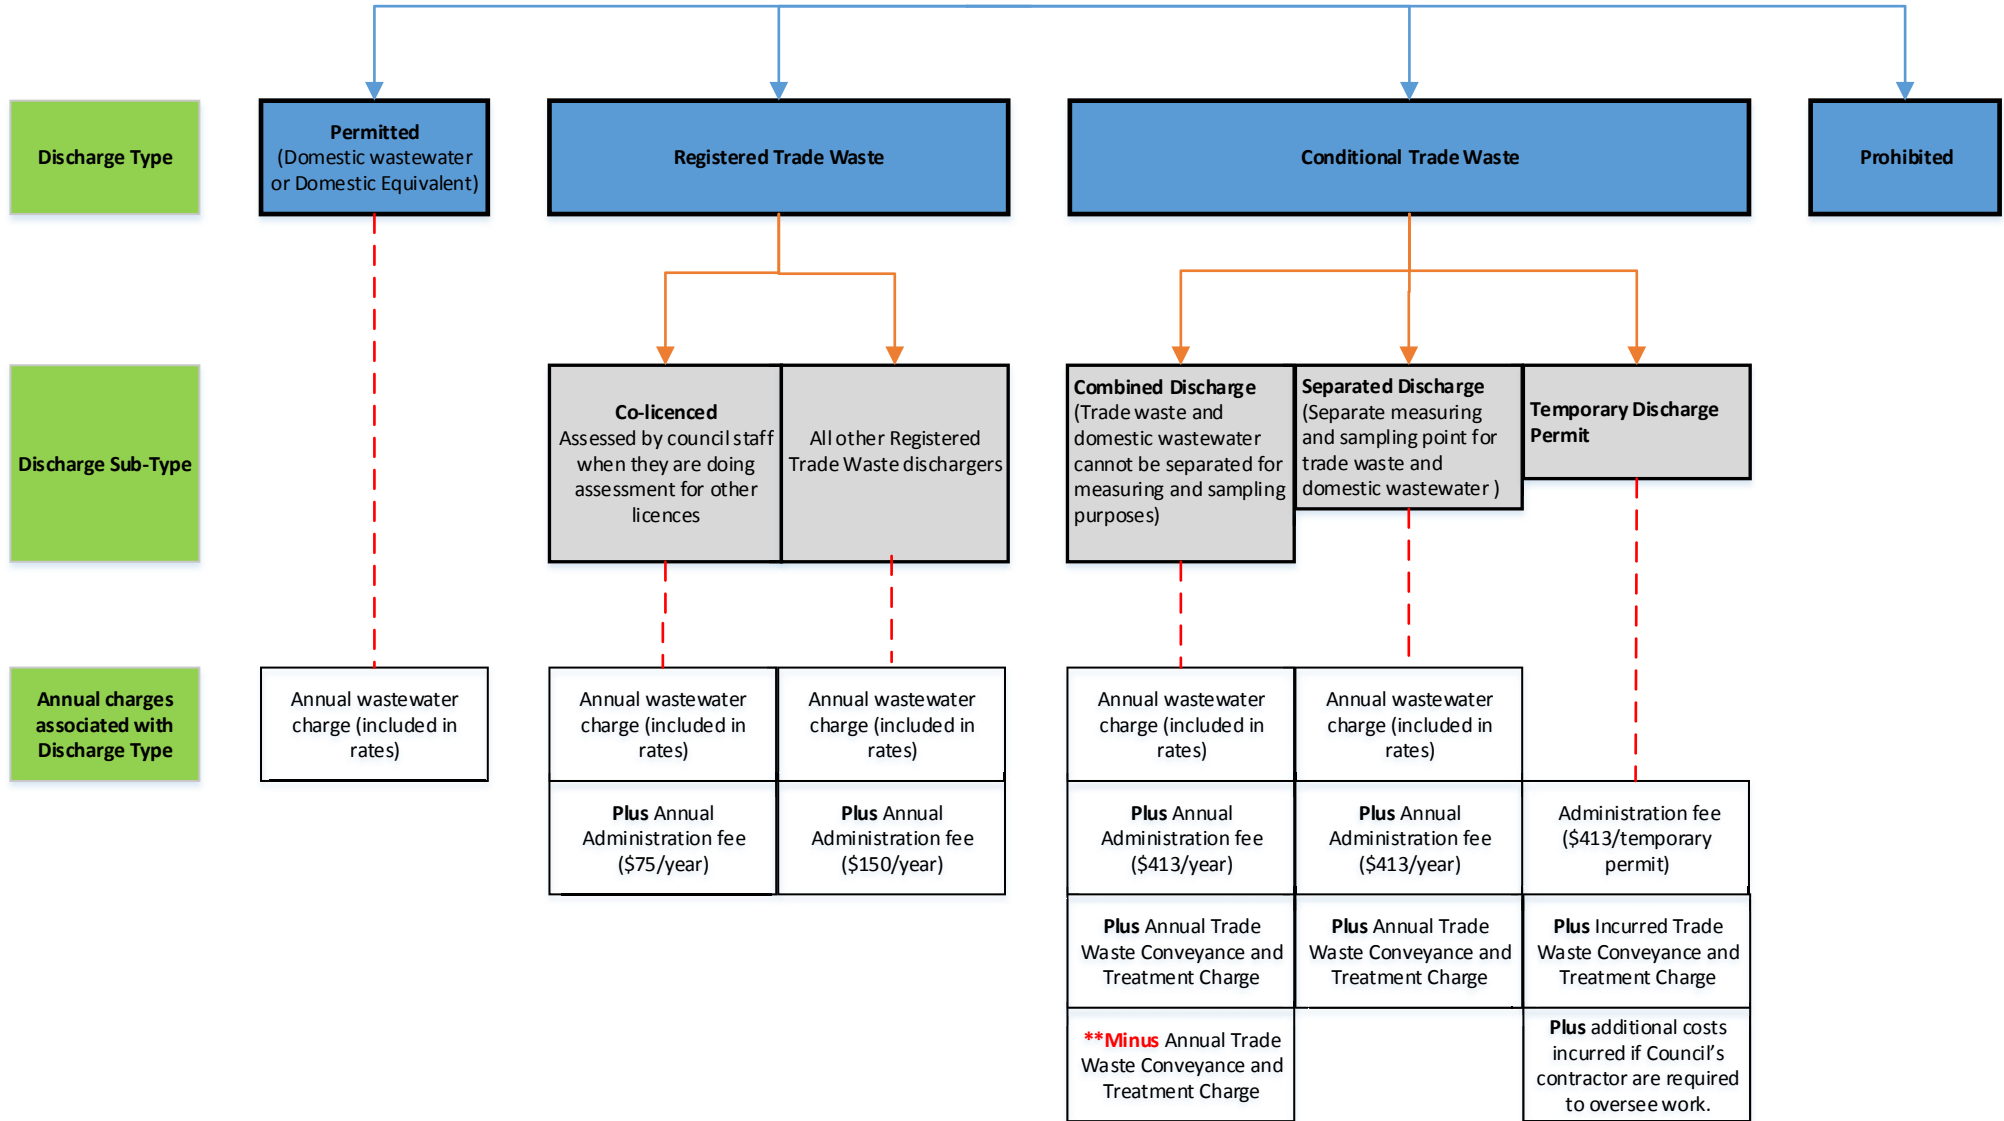 Discharge Type
Permitted
(Domestic wastewater
or Domestic Equivalent)
Registered Trade Waste
Conditional Trade Waste
Prohibited
Discharge Sub-Type
Co-licenced
Assessed by council staff
when they are doing
assessment for other
licences
All other Registered
Trade Waste dischargers
Combined Discharge
(Trade waste and
domestic wastewater
cannot be separated for
measuring and sampling
purposes)
Separated Discharge
(Separate measuring
and sampling point for
trade waste and
domestic wastewater )
Temporary Discharge
Permit
Annual charges
associated with
Discharge Type
Annual wastewater
charge (included in
rates)
Annual wastewater
charge (included in
rates)
Annual wastewater
charge (included in
rates)
Annual wastewater
charge (included in
rates)
Annual wastewater
charge (included in
rates)
Plus Annual
Administration fee
($75/year)
Plus Annual
Administration fee
($150/year)
Plus Annual
Administration fee
($413/year)
Plus Annual
Administration fee
($413/year)
Administration fee
($413/temporary
permit)
Plus Annual Trade
Waste Conveyance and
Treatment Charge
Plus Annual Trade
Waste Conveyance and
Treatment Charge
Plus Incurred Trade
Waste Conveyance and
Treatment Charge
**Minus Annual Trade
Waste Conveyance and
Treatment Charge
Plus additional costs
incurred if Council's
contractor are required
to oversee work.